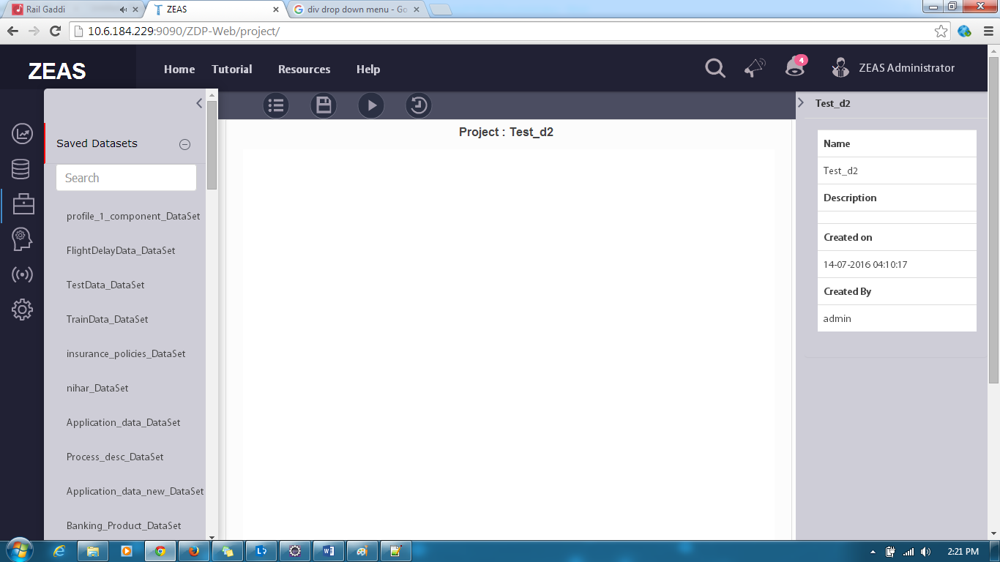 Rail Gaddi
ZEAS
div drop down menu - Go
10.6.184.229:9090/ZDP-Web/project/
ZEAS
Home
Tutorial
Resources
Help
4
ZEAS Administrator
Saved Datasets
Search
profile_1_component_DataSet
FlightDelayData_DataSet
TestData_DataSet
TrainData_DataSet
insurance_policies_DataSet
nihar_DataSet
Application_data_DataSet
Process_desc_DataSet
Application_data_new_DataSet
Banking_Product_DataSet
Project : Test_d2
Test_d2
Name
Test_d2
Description
Created on
14-07-2016 04:10:17
Created By
admin
2:21 PM